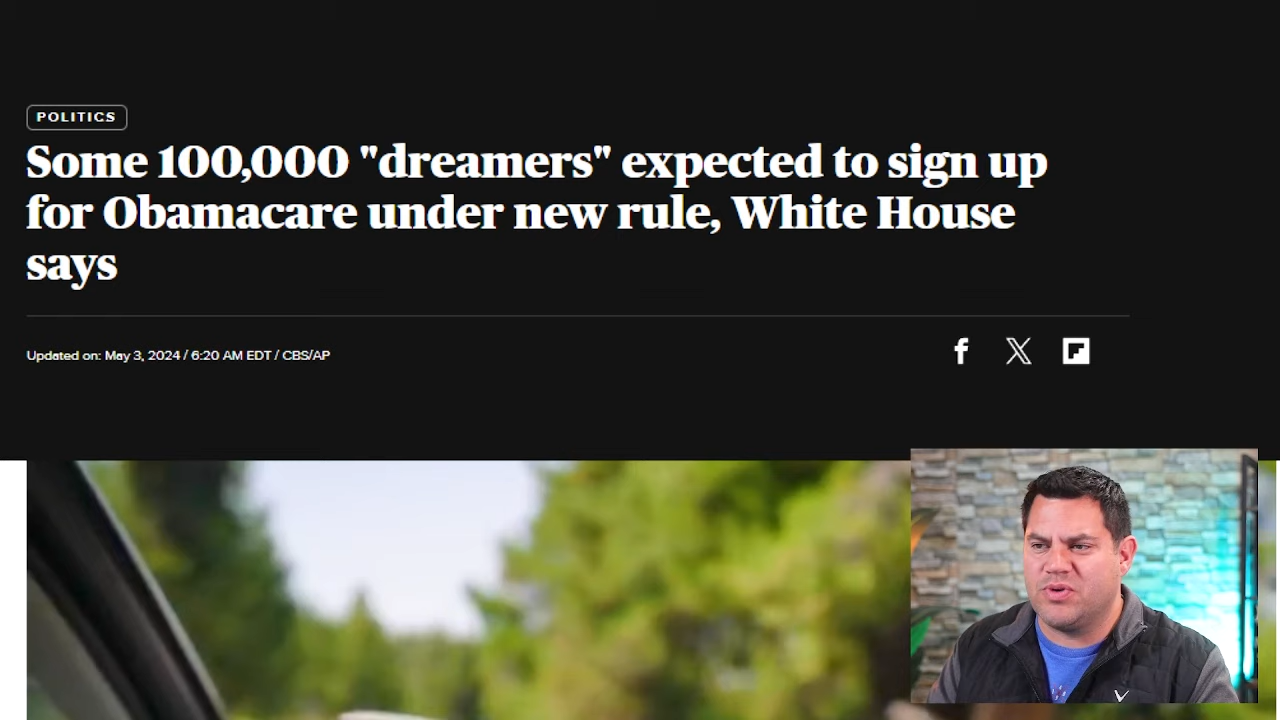 POLITICS
Some 100,000 "dreamers" expected to sign up
for Obamacare under new rule, White House
says
Updated on: May 3, 2024 / 6:20 AM EDT / CBS/AP